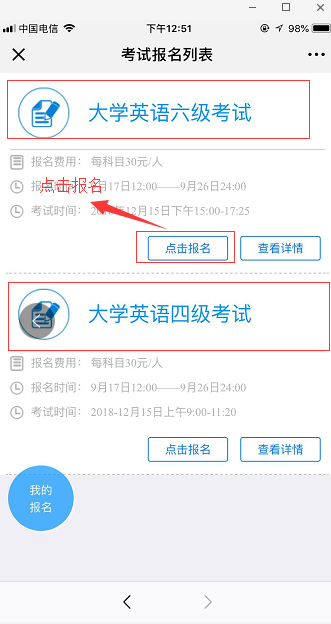 中国电信 下午12:51 98%
考试报名列表
大学英语六级考试
报名费用： 每科目30元/人
点击报名
月17日12:00——9月26日24:00
考试时间： 2018年12月15日下午15:00-17:25
点击报名 查看详情
大学英语四级考试
报名费用： 每科目30元/人
报名时间： 9月17日12:00——9月26日24:00
考试时间： 2018-12月15日上午9:00-11:20
点击报名 查看详情
我的
报名